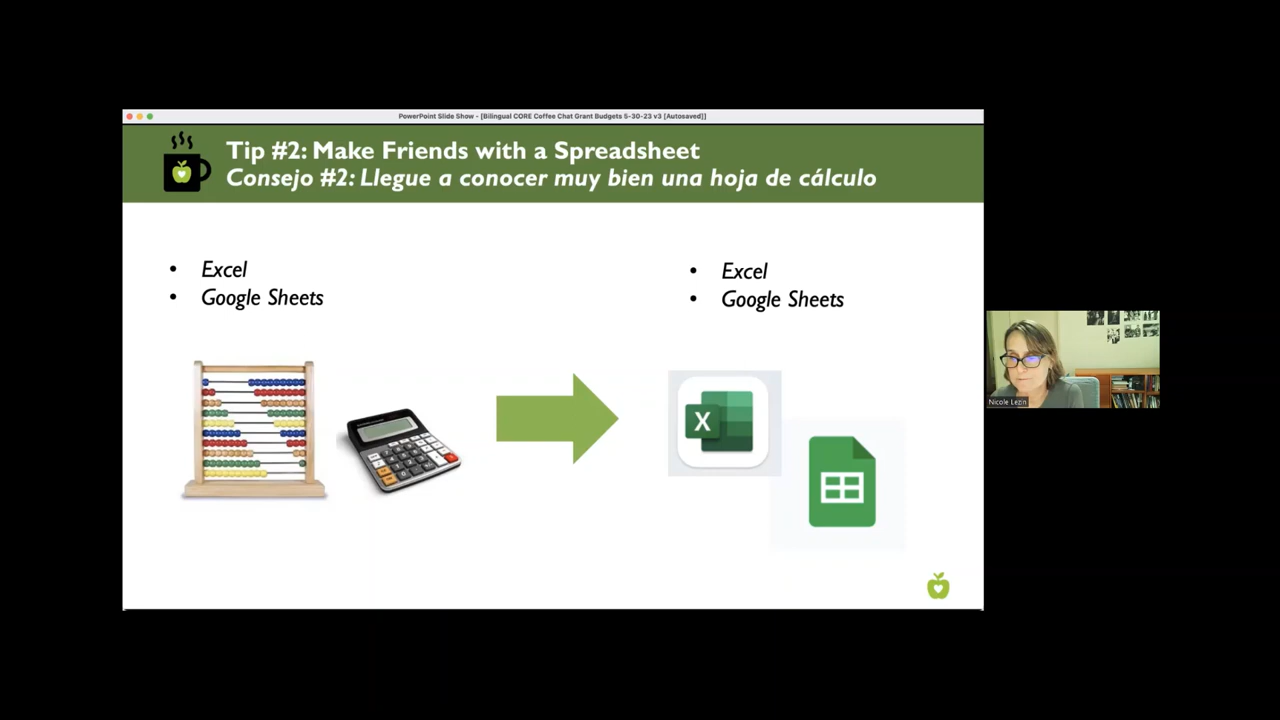 PowerPoint Slide Show - [Bilingual CORE Coffee Chat Grant Budgets 5-30-23 v3 [Autosaved]]
Tip #2: Make Friends with a Spreadsheet
Consejo #2: Llegue a conocer muy bien una hoja de cálculo
• Excel
• Google Sheets
• Excel
• Google Sheets
X
Nicole Lezin